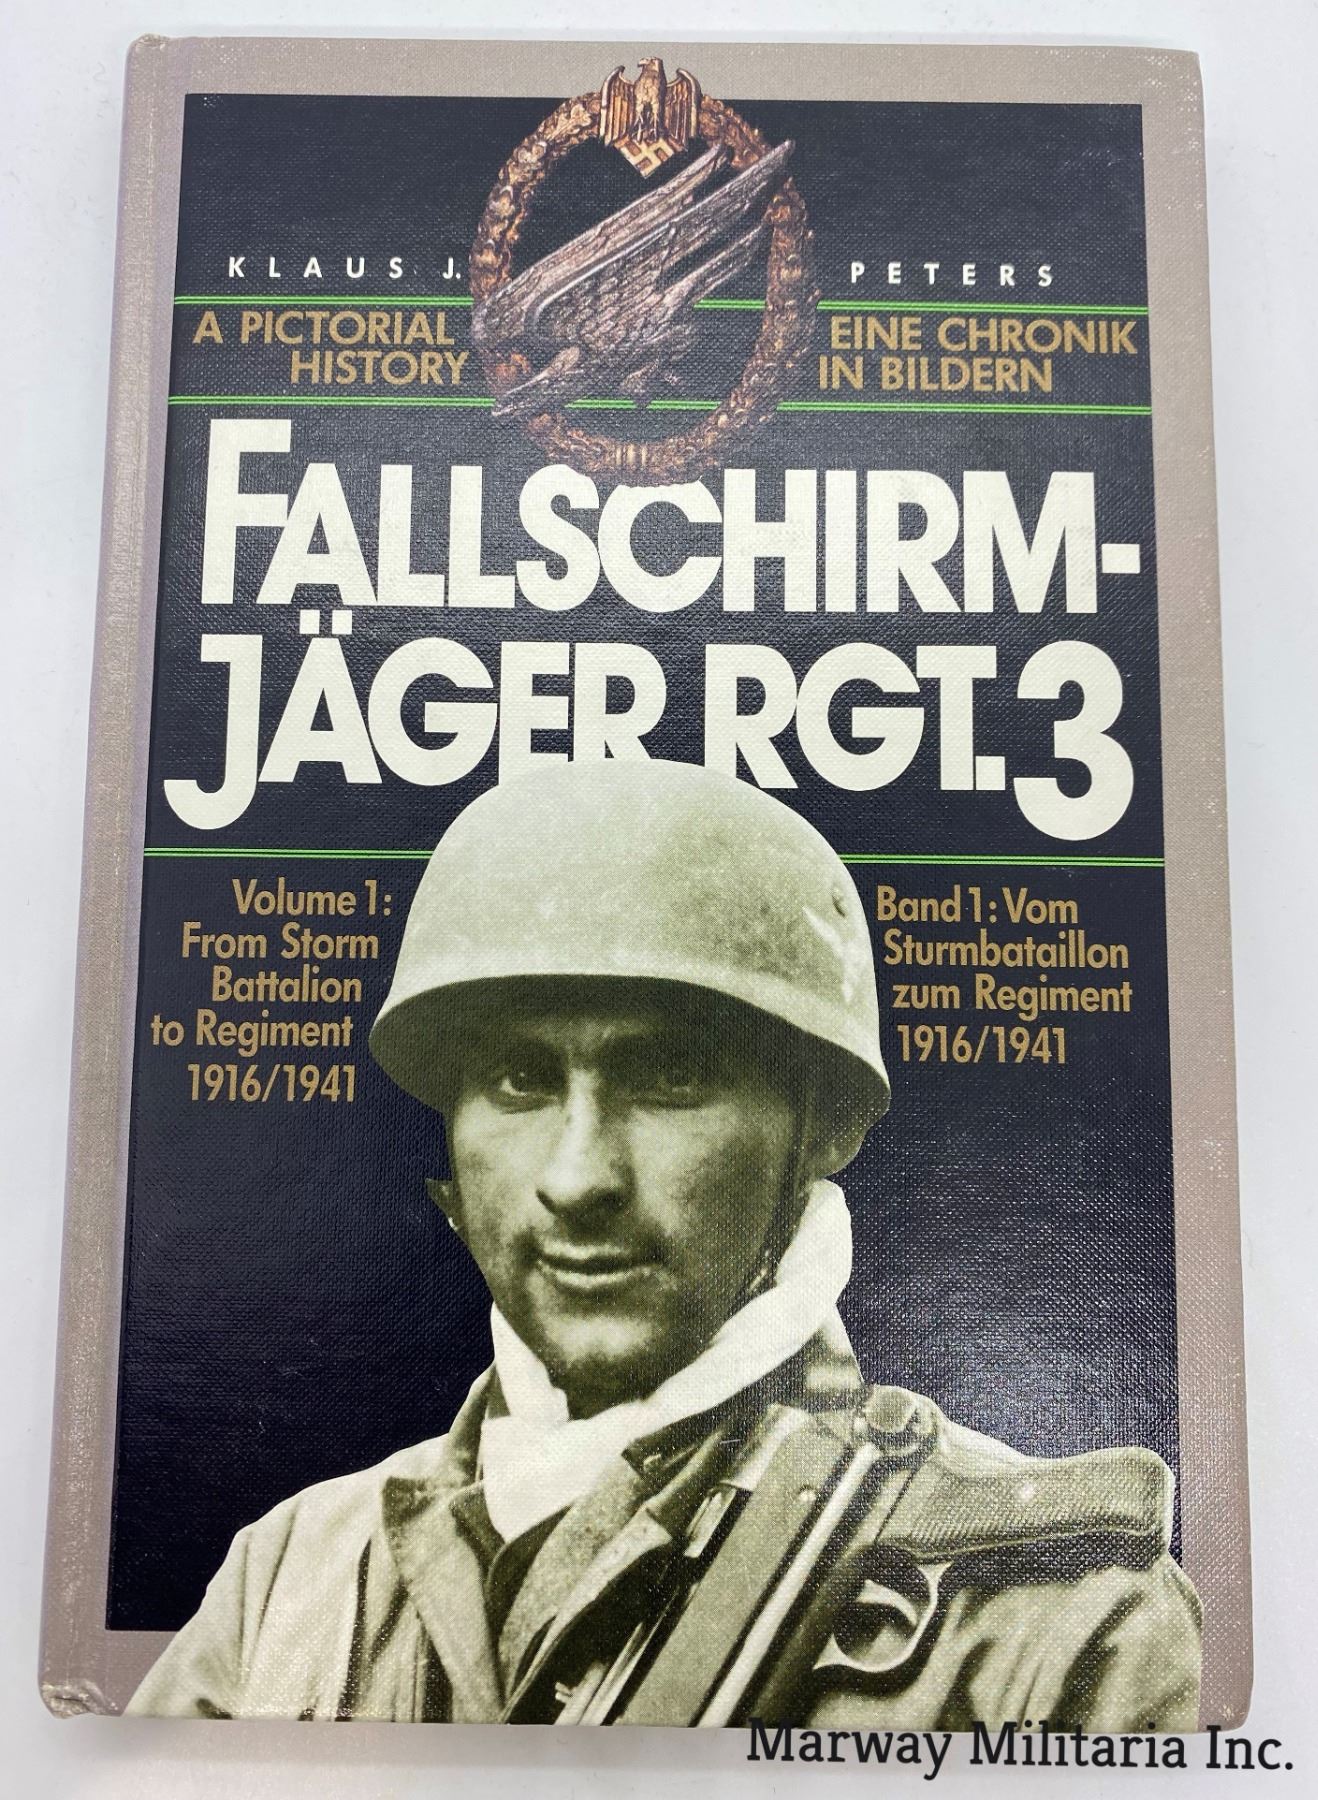 KLAUS J. PETERS
A PICTORIAL
HISTORY
EINE CHRONIK
IN BILDERN
FALLSCHIRM-
JÄGER RGT. 3
Volume 1:
From Storm
Battalion
to Regiment
1916/1941
Band 1: Vom
Sturmbataillon
zum Regiment
1916/1941
Marway Militaria Inc.